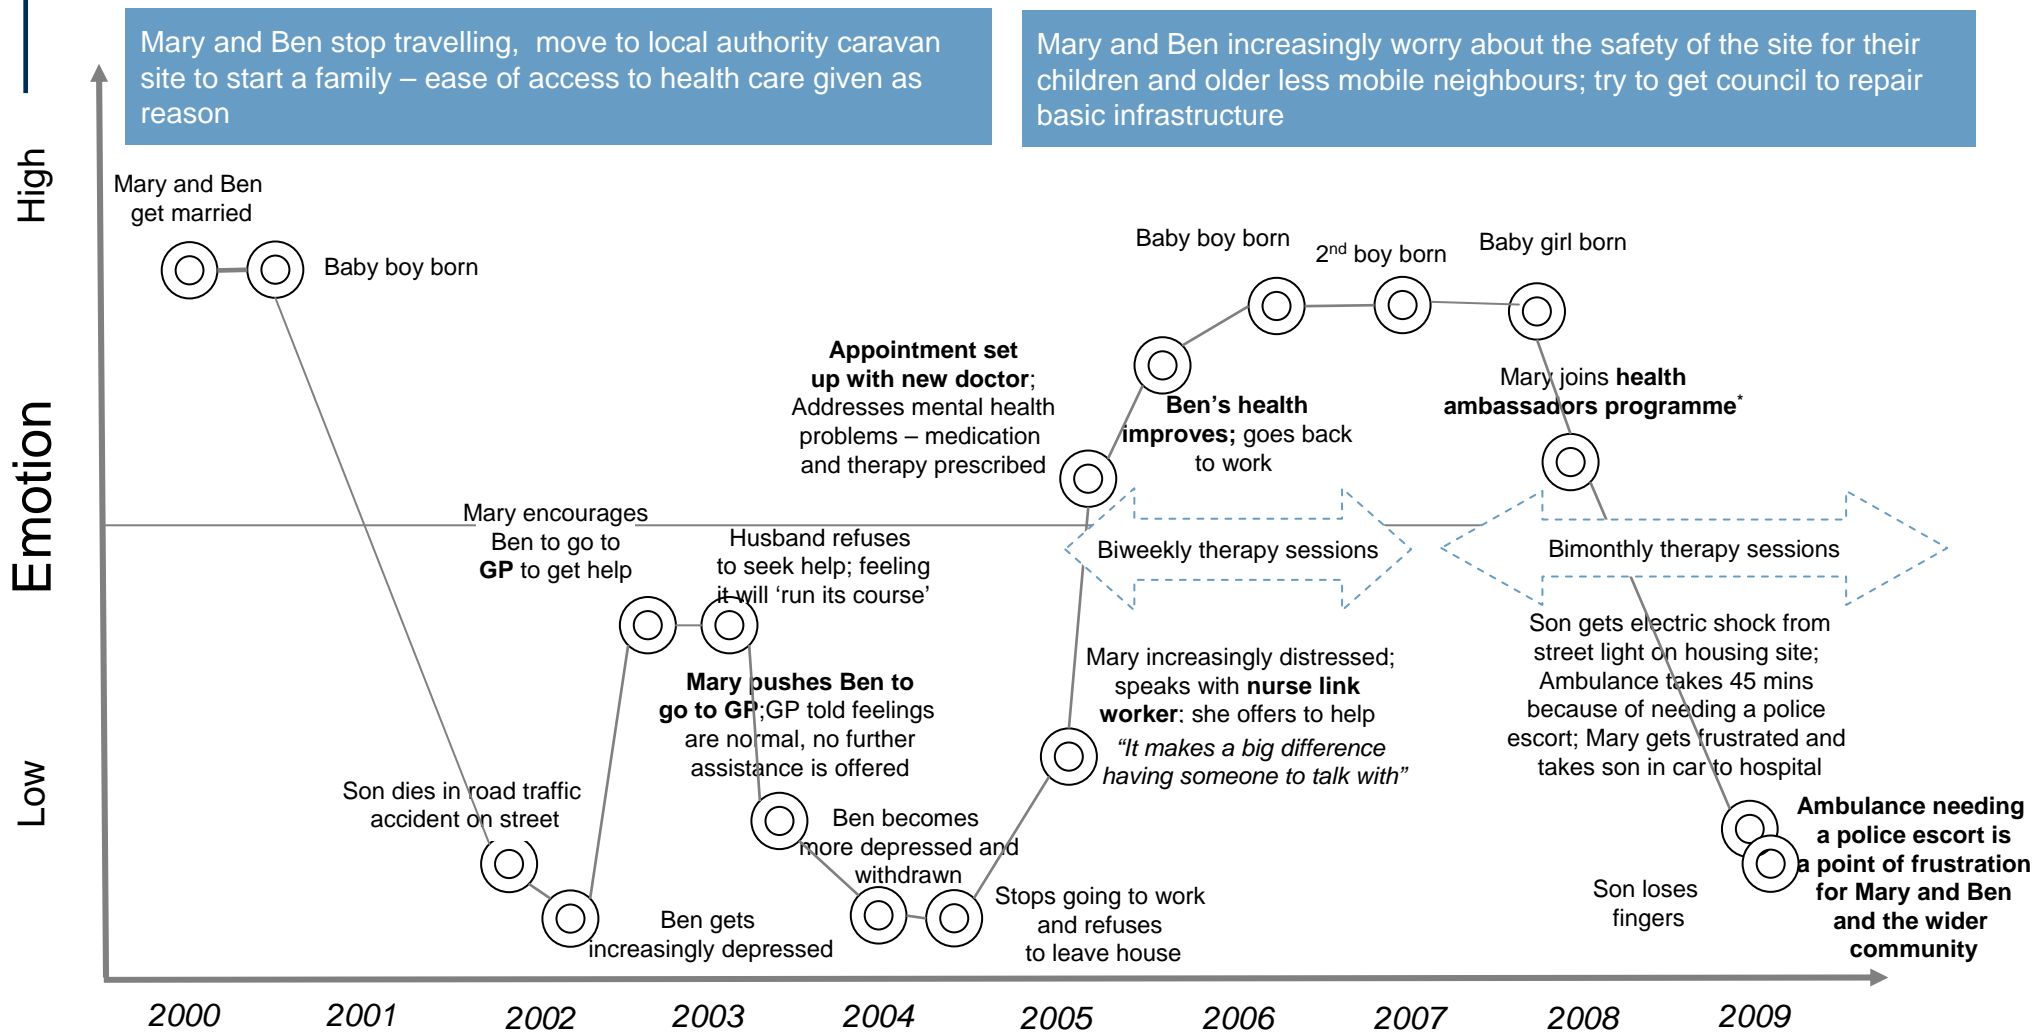 Mary and Ben stop travelling,  move to local authority caravan
site to start a family – ease of access to health care given as
reason
Mary and Ben increasingly worry about the safety of the site for their
children and older less mobile neighbours; try to get council to repair
basic infrastructure
High
Emotion
Low
Mary and Ben
get married
Baby boy born
Son dies in road traffic
accident on street
Ben gets
increasingly depressed
Mary encourages
Ben to go to
GP to get help
Husband refuses
to seek help; feeling
it will ‘run its course’
Mary pushes Ben to
go to GP;GP told feelings
are normal, no further
assistance is offered
Ben becomes
more depressed and
withdrawn
Stops going to work
and refuses
to leave house
Mary increasingly distressed;
speaks with nurse link
worker; she offers to help
“It makes a big difference
having someone to talk with”
Appointment set
up with new doctor;
Addresses mental health
problems – medication
and therapy prescribed
Ben’s health
improves; goes back
to work
Baby boy born
2nd boy born
Baby girl born
Mary joins health
ambassadors programme*
Biweekly therapy sessions
Bimonthly therapy sessions
Son gets electric shock from
street light on housing site;
Ambulance takes 45 mins
because of needing a police
escort; Mary gets frustrated and
takes son in car to hospital
Son loses
fingers
Ambulance needing
a police escort is
a point of frustration
for Mary and Ben
and the wider
community
2000
2001
2002
2003
2004
2005
2006
2007
2008
2009